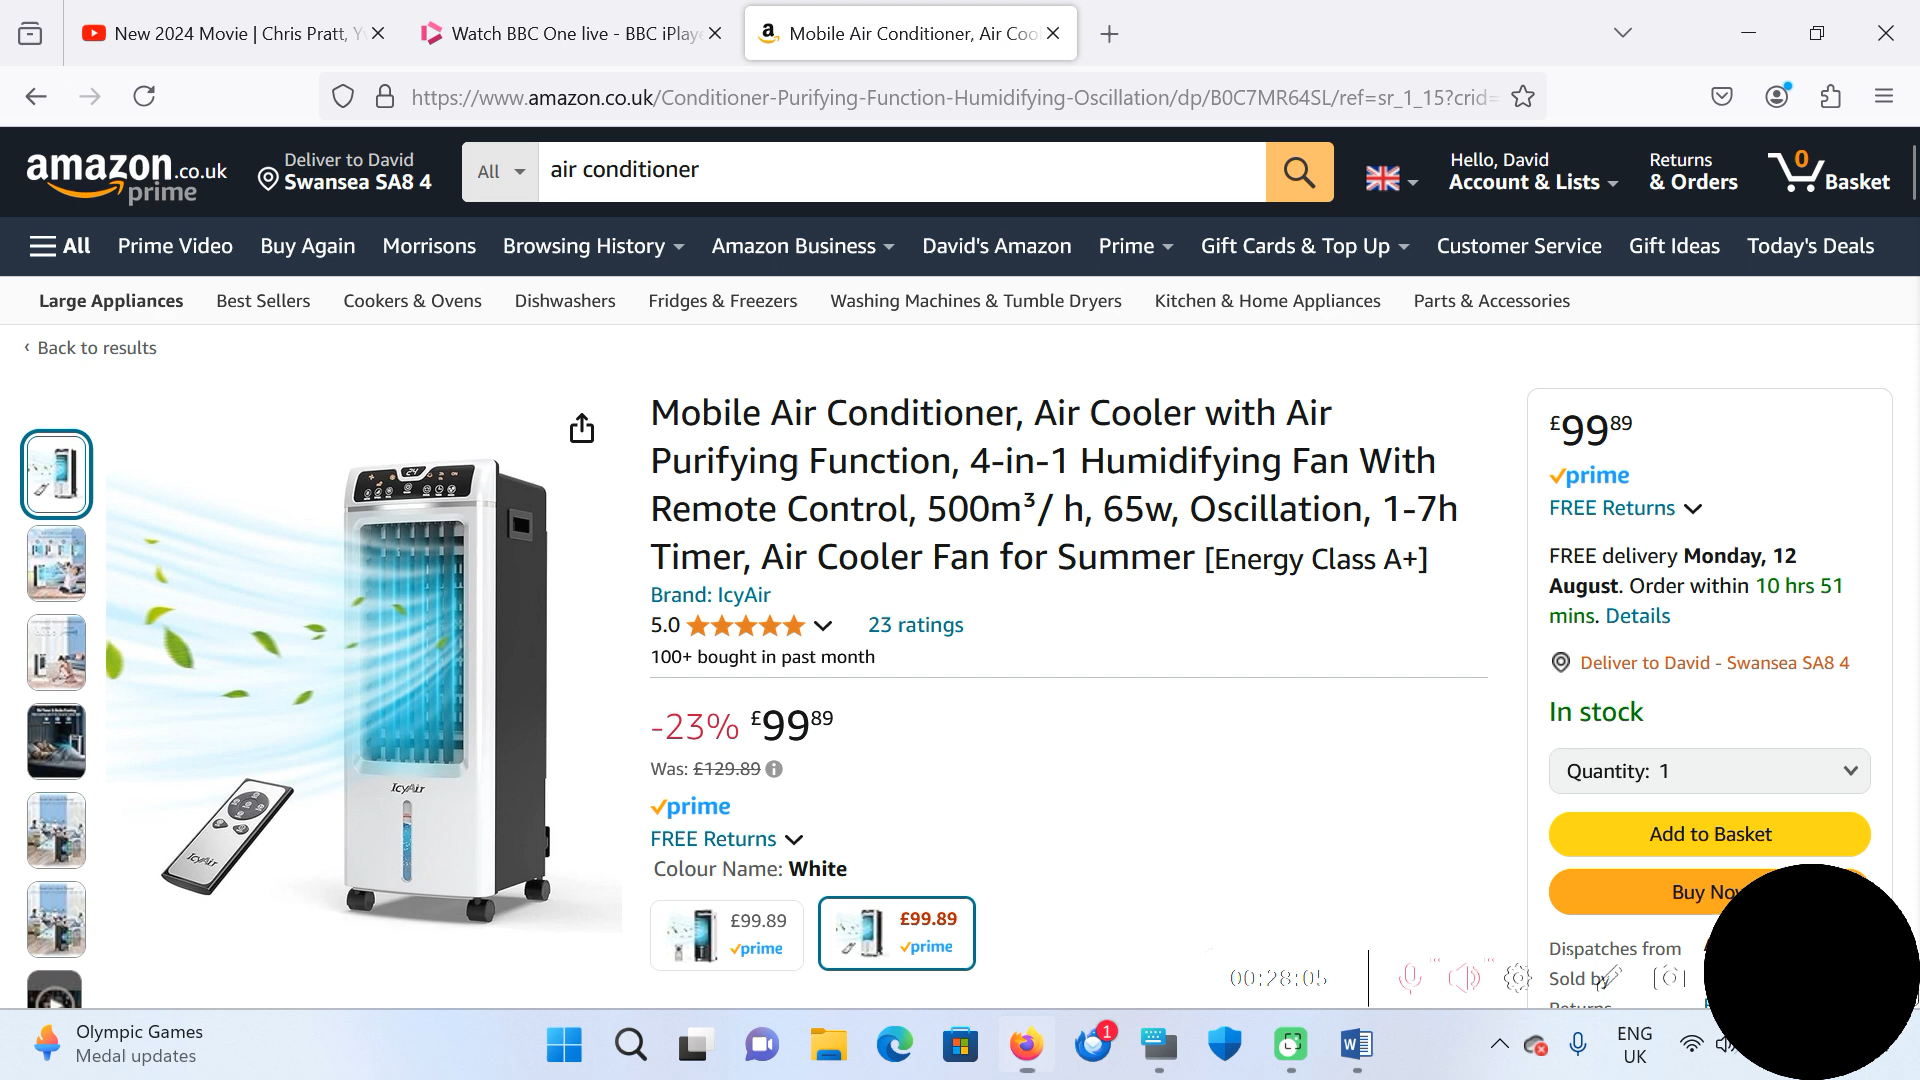 New 2024 Movie | Chris Pratt, Y
Watch BBC One live - BBC iPlaye
Mobile Air Conditioner, Air Cool
https://www.amazon.co.uk/Conditioner-Purifying-Function-Humidifying-Oscillation/dp/B0C7MR64SL/ref=sr_1_15?crid=
amazon.co.uk
prime
Deliver to David
Swansea SA8 4
All
air conditioner
Hello, David
Account & Lists
Returns
& Orders
0
Basket
All
Prime Video
Buy Again
Morrisons
Browsing History
Amazon Business
David's Amazon
Prime
Gift Cards & Top Up
Customer Service
Gift Ideas
Today's Deals
Large Appliances
Best Sellers
Cookers & Ovens
Dishwashers
Fridges & Freezers
Washing Machines & Tumble Dryers
Kitchen & Home Appliances
Parts & Accessories
‹ Back to results
24
IcyAir
IcyAir
Mobile Air Conditioner, Air Cooler with Air
Purifying Function, 4-in-1 Humidifying Fan With
Remote Control, 500m³/ h, 65w, Oscillation, 1-7h
Timer, Air Cooler Fan for Summer [Energy Class A+]
Brand: IcyAir
5.0
23 ratings
100+ bought in past month
-23% £99⁸⁹
Was: £129.89
prime
FREE Returns
Colour Name: White
£99.89
prime
£99.89
prime
£99⁸⁹
prime
FREE Returns
FREE delivery Monday, 12
August. Order within 10 hrs 51
mins. Details
Deliver to David - Swansea SA8 4
In stock
Quantity: 1
Add to Basket
Buy Now
Dispatches from
Sold by
Returns
00:28:05
Olympic Games
Medal updates
1
ENG
UK